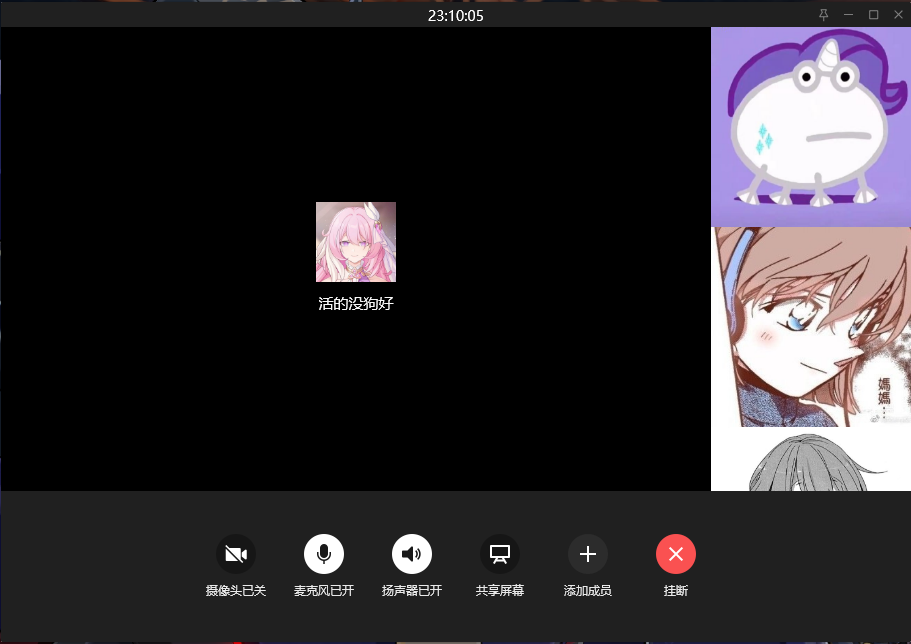 23:10:05
活的没狗好
媽媽…
摄像头已关
麦克风已开
扬声器已开
共享屏幕
添加成员
挂断